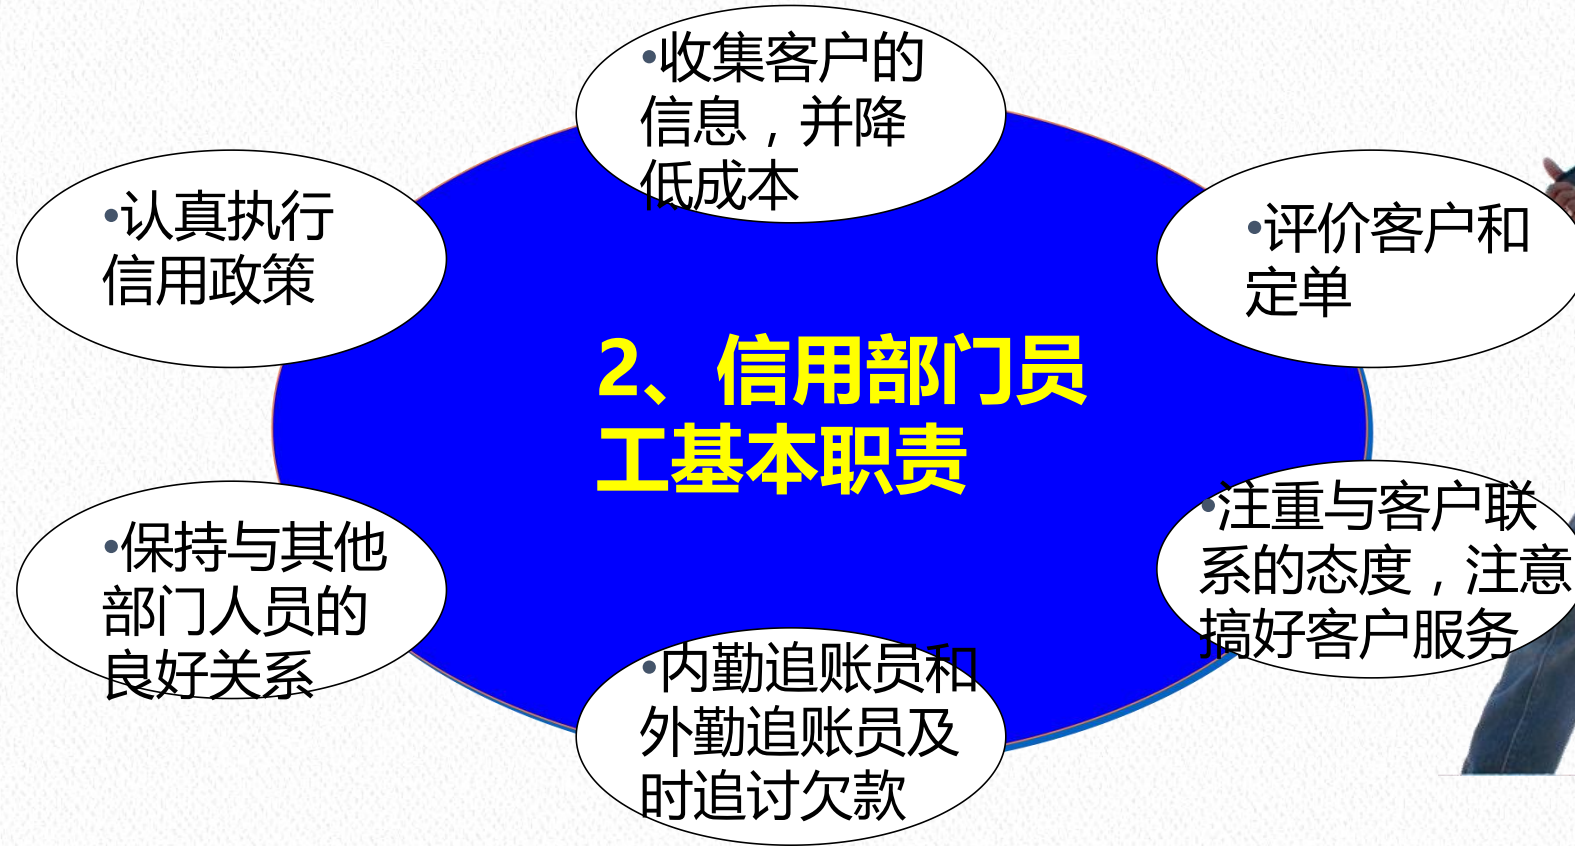 •收集客户的
信息，并降
低成本
•认真执行
信用政策
•评价客户和
定单
2、信用部门员
工基本职责
•保持与其他
部门人员的
良好关系
•注重与客户联
系的态度，注意
搞好客户服务
•内勤追账员和
外勤追账员及
时追讨欠款